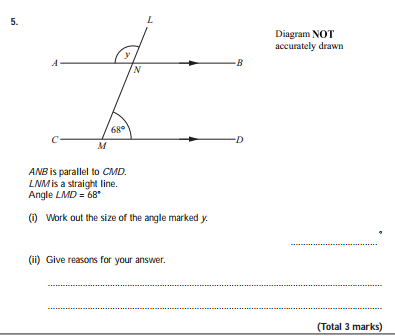 5.
L
Diagram NOT
accurately drawn
y
A
B
N
68°
C
D
M
ANB is parallel to CMD.
LNM is a straight line.
Angle LMD = 68°
(i) Work out the size of the angle marked y.
°
(ii) Give reasons for your answer.
(Total 3 marks)